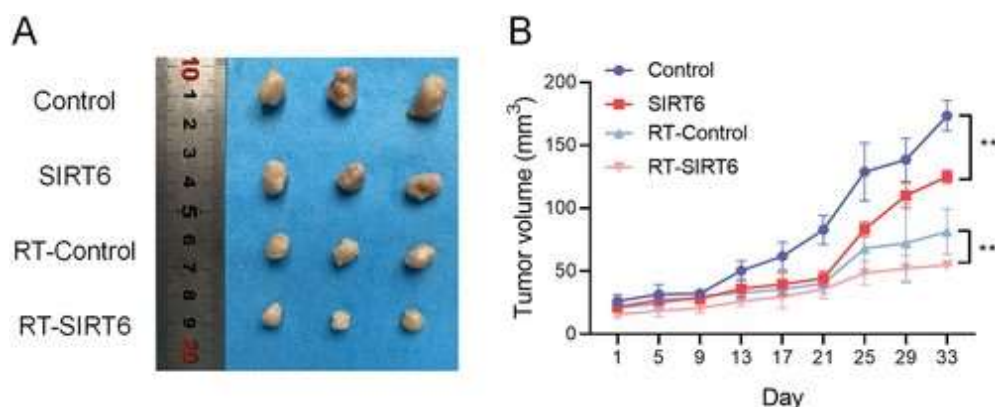 A
Control
SIRT6
RT-Control
RT-SIRT6
10
1
2
3
4
5
6
7
8
9
20
B
Control
SIRT6
RT-Control
RT-SIRT6
Tumor volume (mm³)
200
150
100
50
0
**
**
1 5 9 13 17 21 25 29 33
Day